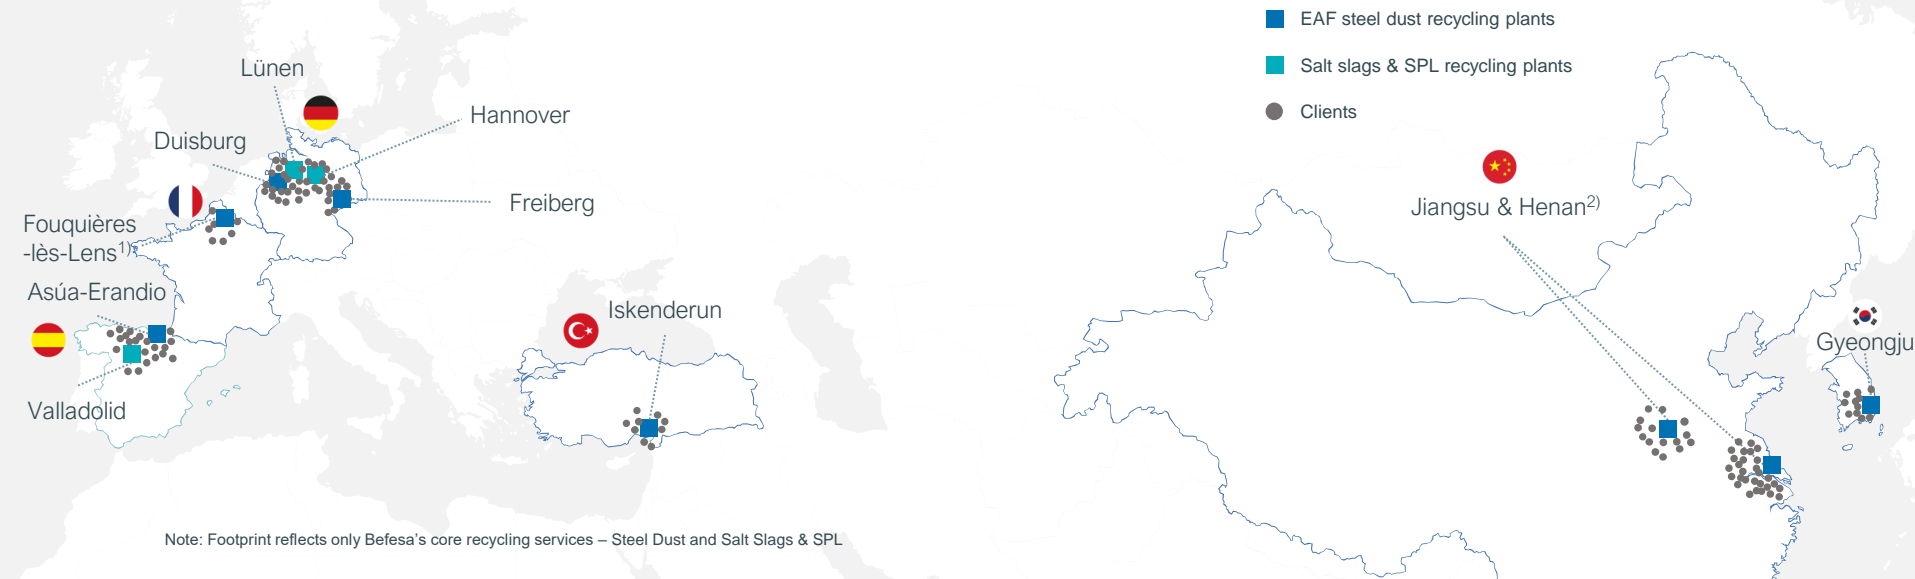 EAF steel dust recycling plants
Salt slags & SPL recycling plants
Clients
Lünen
Hannover
Duisburg
Freiberg
Fouquières
-lès-Lens1)
Asúa-Erandio
Valladolid
Iskenderun
Jiangsu & Henan2)
Gyeongju
Note: Footprint reflects only Befesa's core recycling services – Steel Dust and Salt Slags & SPL